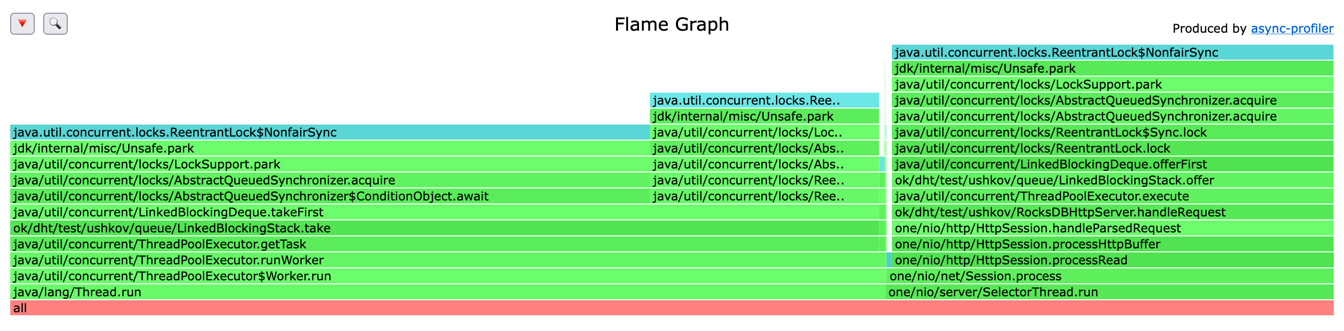 Flame Graph
Produced by async-profiler
java.util.concurrent.locks.ReentrantLock$NonfairSync
jdk/internal/misc/Unsafe.park
java/util/concurrent/locks/LockSupport.park
java.util.concurrent.locks.Ree..
java/util/concurrent/locks/AbstractQueuedSynchronizer.acquire
jdk/internal/misc/Unsafe.park
java/util/concurrent/locks/AbstractQueuedSynchronizer.acquire
java.util.concurrent.locks.ReentrantLock$NonfairSync
java/util/concurrent/locks/Loc..
java/util/concurrent/locks/ReentrantLock$Sync.lock
jdk/internal/misc/Unsafe.park
java/util/concurrent/locks/Abs..
java/util/concurrent/locks/ReentrantLock.lock
java/util/concurrent/locks/LockSupport.park
java/util/concurrent/locks/Abs..
java/util/concurrent/LinkedBlockingDeque.offerFirst
java/util/concurrent/locks/AbstractQueuedSynchronizer.acquire
java/util/concurrent/locks/Ree..
ok/dht/test/ushkov/queue/LinkedBlockingStack.offer
java/util/concurrent/locks/AbstractQueuedSynchronizer$ConditionObject.await
java/util/concurrent/locks/Ree..
java/util/concurrent/ThreadPoolExecutor.execute
java/util/concurrent/LinkedBlockingDeque.takeFirst
ok/dht/test/ushkov/RocksDBHttpServer.handleRequest
ok/dht/test/ushkov/queue/LinkedBlockingStack.take
one/nio/http/HttpSession.handleParsedRequest
java/util/concurrent/ThreadPoolExecutor.getTask
one/nio/http/HttpSession.processHttpBuffer
java/util/concurrent/ThreadPoolExecutor.runWorker
one/nio/http/HttpSession.processRead
java/util/concurrent/ThreadPoolExecutor$Worker.run
one/nio/net/Session.process
java/lang/Thread.run
one/nio/server/SelectorThread.run
all